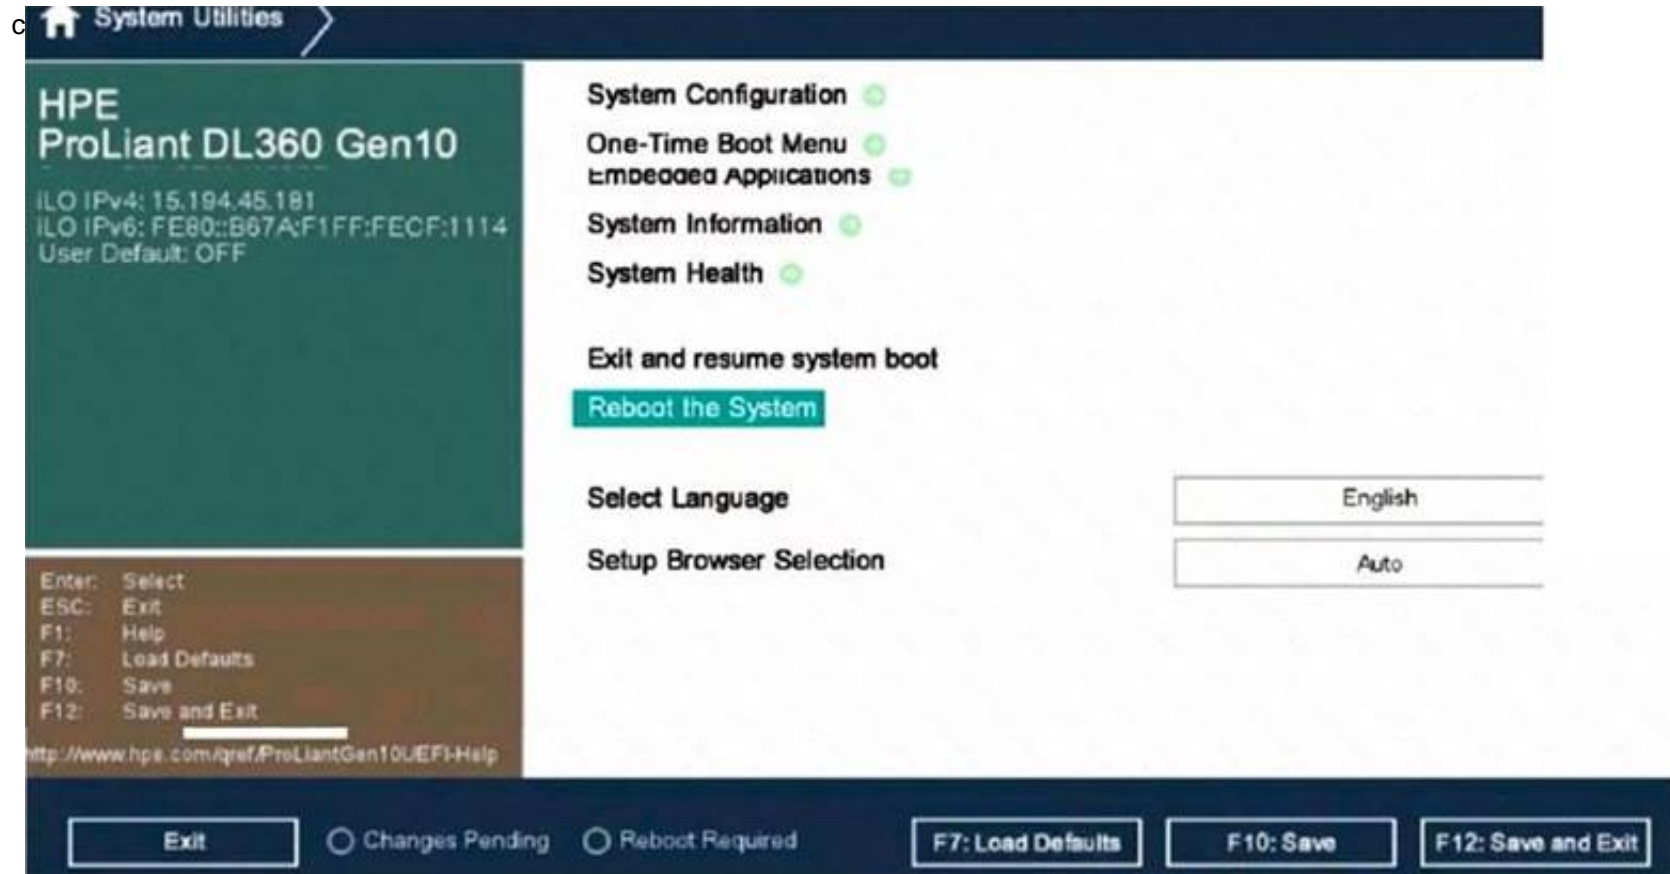 c
System Utilities
HPE
ProLiant DL360 Gen10
iLO IPv4: 15.194.45.181
iLO IPv6: FE80::B67A:F1FF:FECF:1114
User Default: OFF
Enter: Select
ESC: Exit
F1: Help
F7: Load Defaults
F10: Save
F12: Save and Exit
http://www.hpe.com/qref/ProLiantGen10UEFI-Help
System Configuration
One-Time Boot Menu
Embedded Applications
System Information
System Health
Exit and resume system boot
Reboot the System
Select Language English
Setup Browser Selection Auto
Exit Changes Pending Reboot Required F7: Load Defaults F10: Save F12: Save and Exit